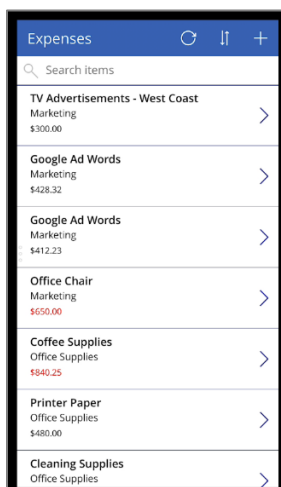 Expenses
Search items
TV Advertisements - West Coast
Marketing
$300.00
Google Ad Words
Marketing
$428.32
Google Ad Words
Marketing
$412.23
Office Chair
Marketing
$650.00
Coffee Supplies
Office Supplies
$840.25
Printer Paper
Office Supplies
$480.00
Cleaning Supplies
Office Supplies